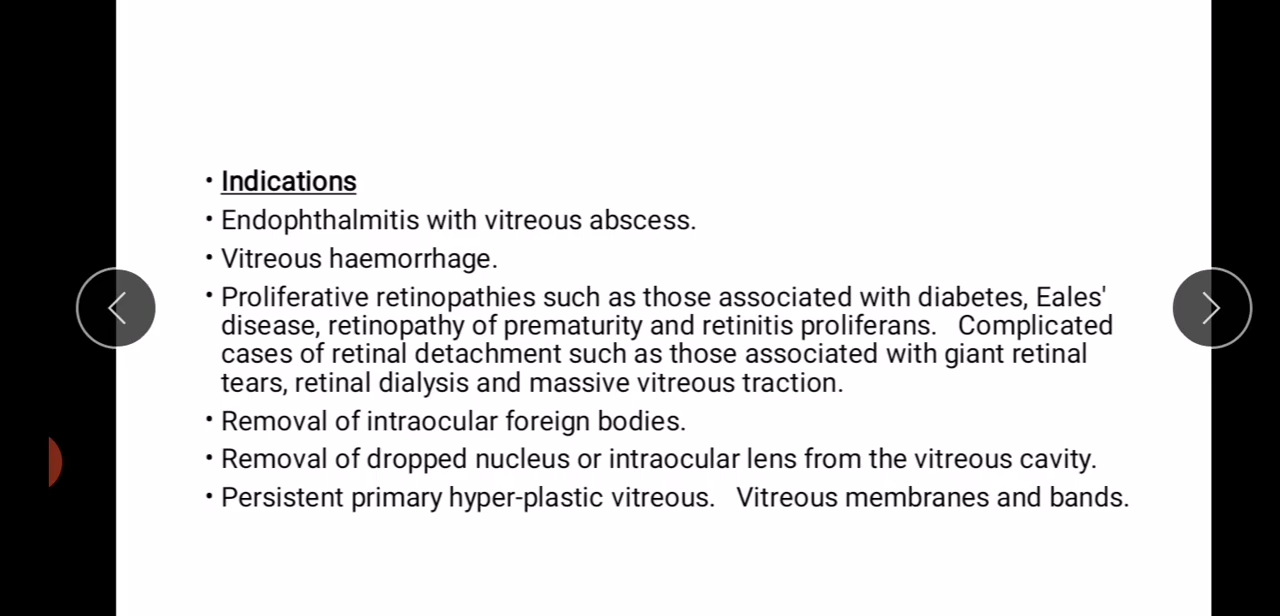 • Indications
• Endophthalmitis with vitreous abscess.
• Vitreous haemorrhage.
• Proliferative retinopathies such as those associated with diabetes, Eales'
disease, retinopathy of prematurity and retinitis proliferans.   Complicated
cases of retinal detachment such as those associated with giant retinal
tears, retinal dialysis and massive vitreous traction.
• Removal of intraocular foreign bodies.
• Removal of dropped nucleus or intraocular lens from the vitreous cavity.
• Persistent primary hyper-plastic vitreous.   Vitreous membranes and bands.